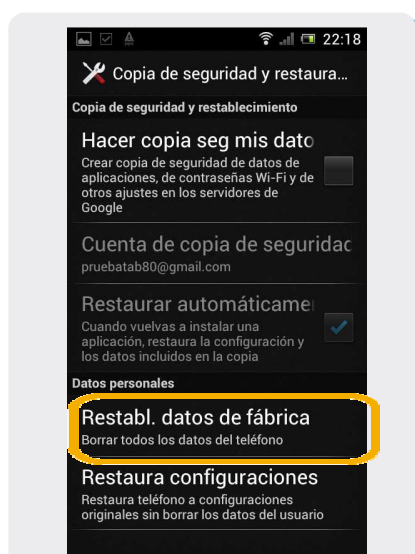 22:18
Copia de seguridad y restaura...
Copia de seguridad y restablecimiento
Hacer copia seg mis dato
Crear copia de seguridad de datos de
aplicaciones, de contraseñas Wi-Fi y de
otros ajustes en los servidores de
Google
Cuenta de copia de seguridac
pruebatab80@gmail.com
Restaurar automáticame
Cuando vuelvas a instalar una
aplicación, restaura la configuración y
los datos incluidos en la copia
Datos personales
Restabl. datos de fábrica
Borrar todos los datos del teléfono
Restaura configuraciones
Restaura teléfono a configuraciones
originales sin borrar los datos del usuario